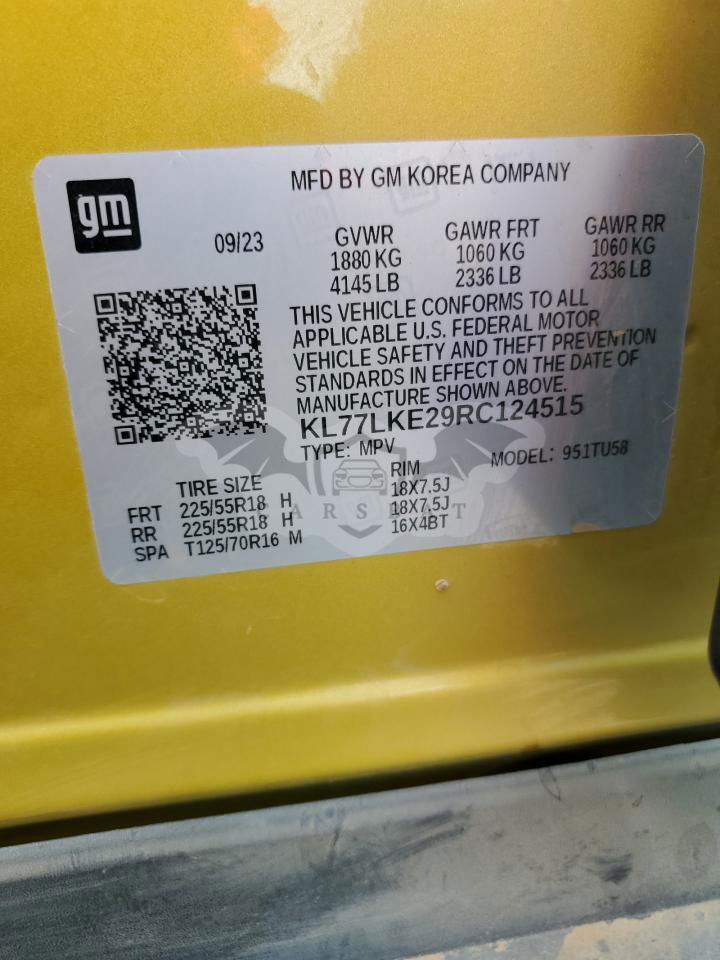 gm
MFD BY GM KOREA COMPANY
09/23
GVWR
1880 KG
4145 LB
GAWR FRT
1060 KG
2336 LB
GAWR RR
1060 KG
2336 LB
THIS VEHICLE CONFORMS TO ALL
APPLICABLE U.S. FEDERAL MOTOR
VEHICLE SAFETY AND THEFT PREVENTION
STANDARDS IN EFFECT ON THE DATE OF
MANUFACTURE SHOWN ABOVE.
KL77LKE29RC124515
TYPE: MPV
MODEL: 951TU58
TIRE SIZE
RIM
FRT 225/55R18 H 18X7.5J
RR 225/55R18 H 18X7.5J
SPA T125/70R16 M 16X4BT